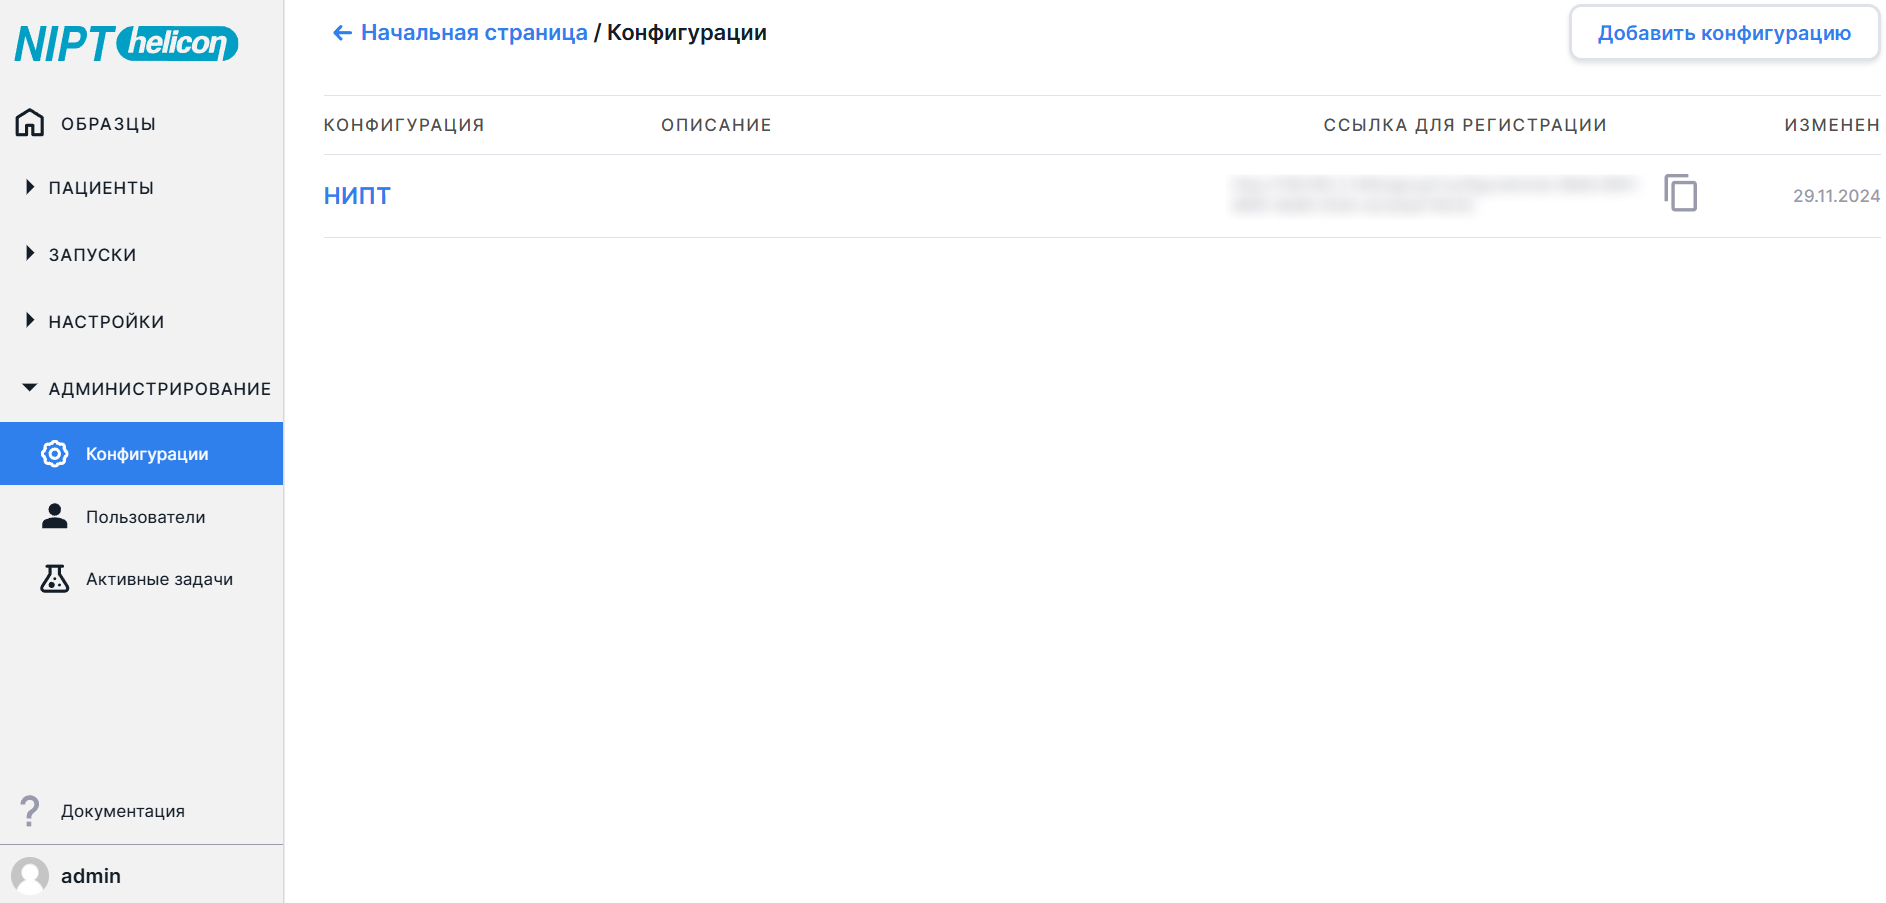 NIPT helicon
ОБРАЗЦЫ
ПАЦИЕНТЫ
ЗАПУСКИ
НАСТРОЙКИ
АДМИНИСТРИРОВАНИЕ
Конфигурации
Пользователи
Активные задачи
? Документация
admin
← Начальная страница / Конфигурации
Добавить конфигурацию
КОНФИГУРАЦИЯ ОПИСАНИЕ ССЫЛКА ДЛЯ РЕГИСТРАЦИИ ИЗМЕНЕН
НИПТ 29.11.2024